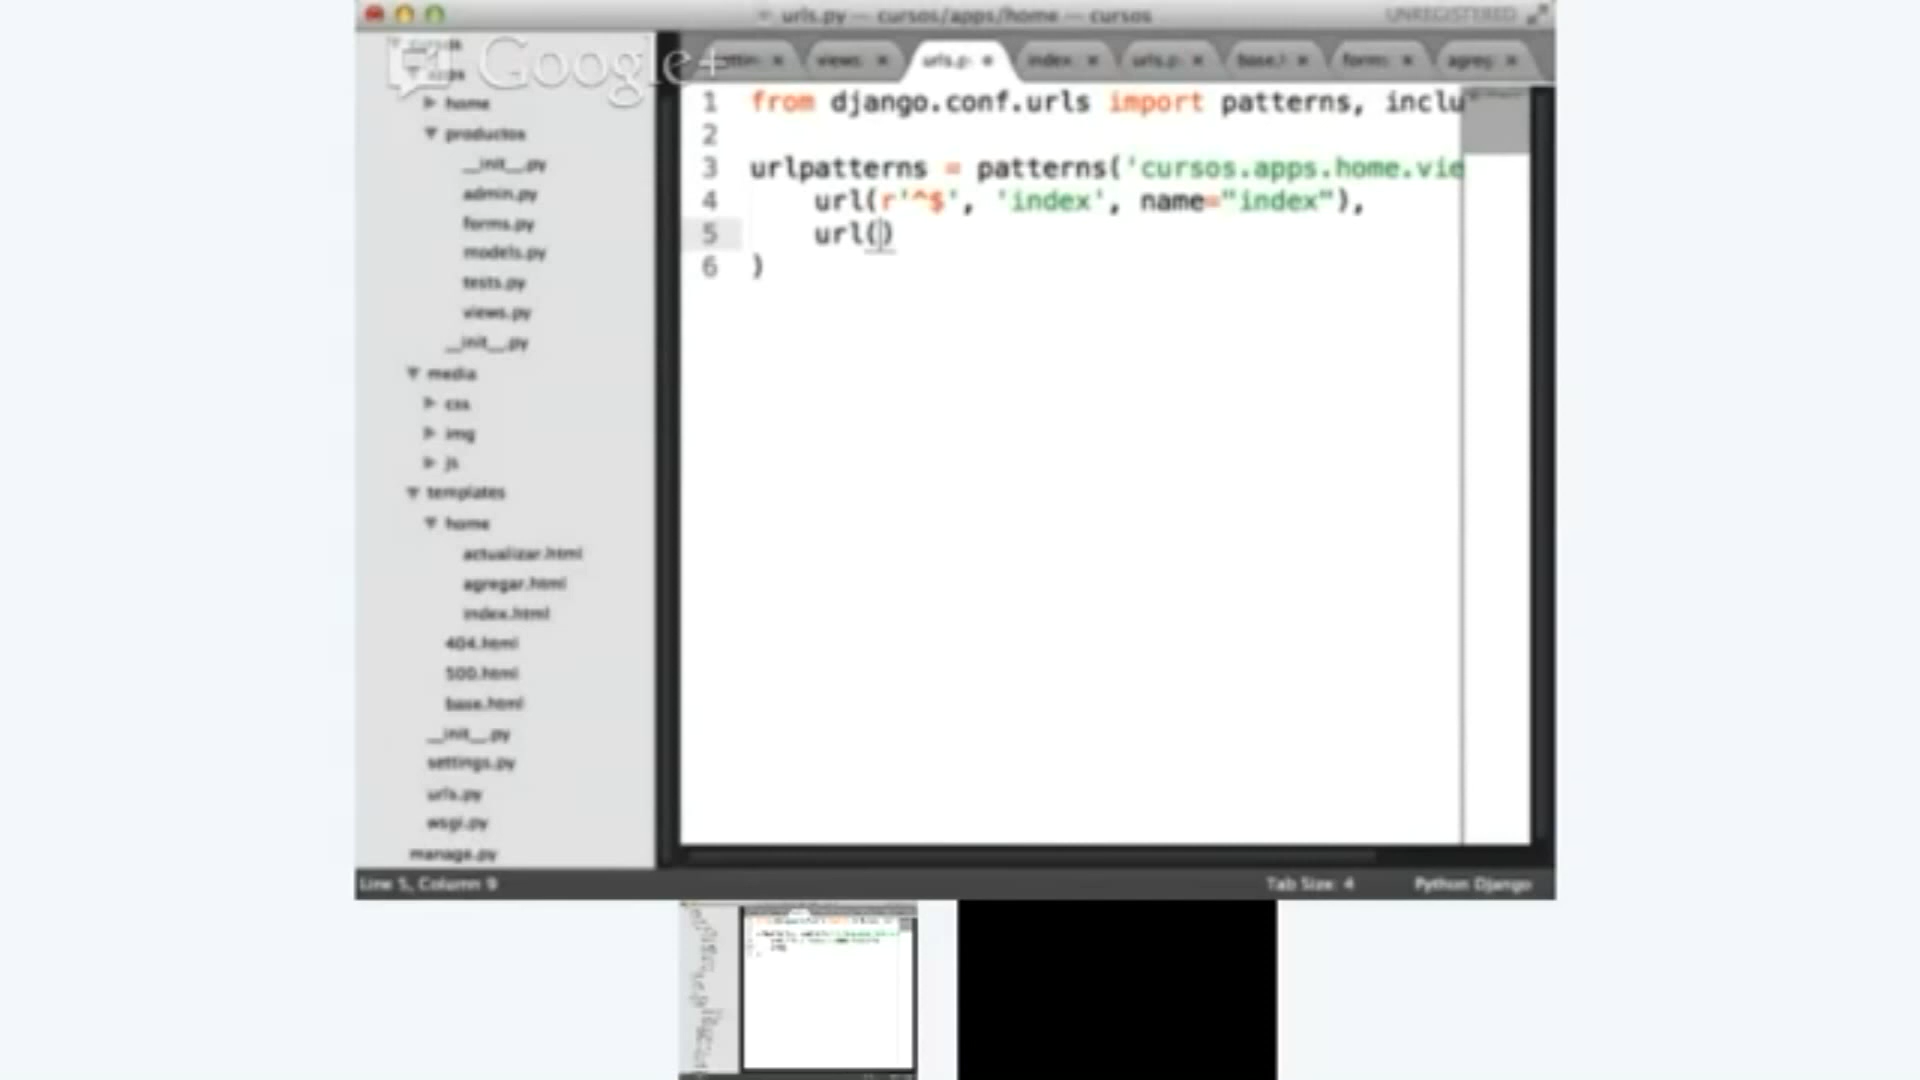 urls.py — cursos/apps/home — cursos
UNREGISTERED
Google+
cursos
apps
home
productos
__init__.py
admin.py
forms.py
models.py
tests.py
views.py
__init__.py
media
css
img
js
templates
home
actualizar.html
agregar.html
index.html
404.html
500.html
base.html
__init__.py
settings.py
urls.py
wsgi.py
manage.py
views
urls.p
index
urls.p
base.l
forms
agreg
1 from django.conf.urls import patterns, inclu
2
3 urlpatterns = patterns('cursos.apps.home.vie
4 url(r'^$', 'index', name="index"),
5 url()
6 )
Line 5, Column 9
Tab Size: 4
Python Django